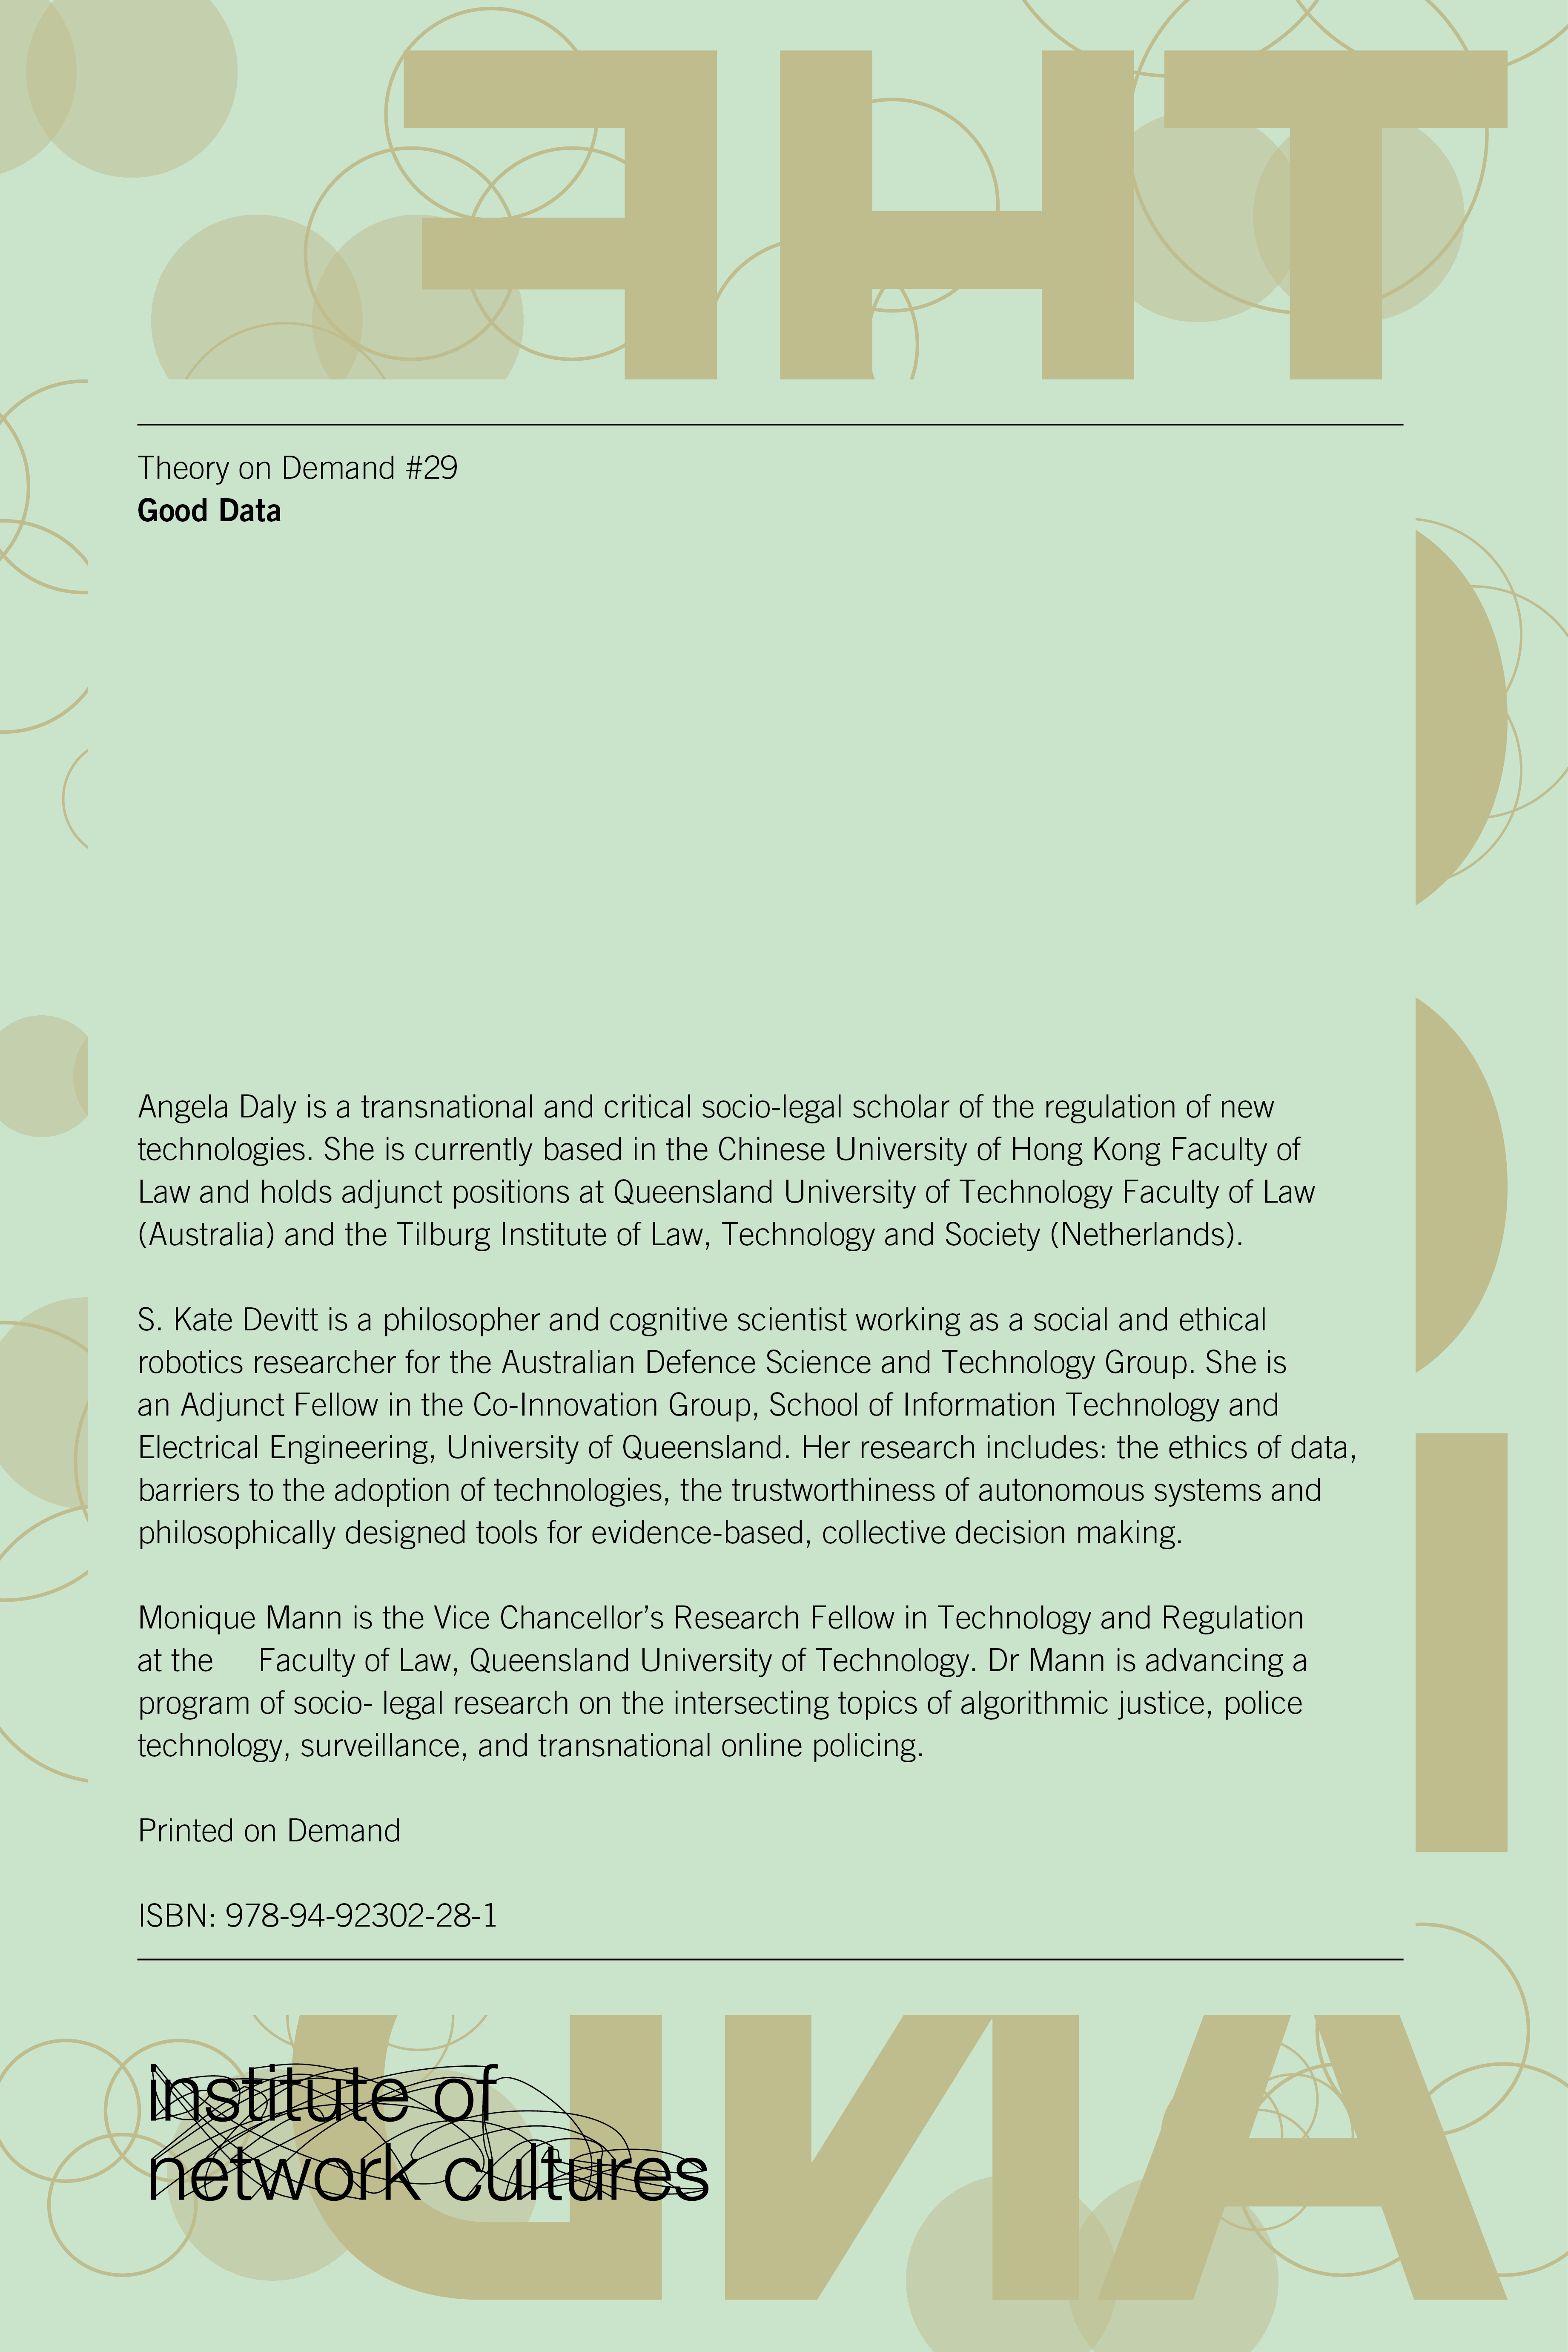 THE
Theory on Demand #29
Good Data
Angela Daly is a transnational and critical socio-legal scholar of the regulation of new
technologies. She is currently based in the Chinese University of Hong Kong Faculty of
Law and holds adjunct positions at Queensland University of Technology Faculty of Law
(Australia) and the Tilburg Institute of Law, Technology and Society (Netherlands).
S. Kate Devitt is a philosopher and cognitive scientist working as a social and ethical
robotics researcher for the Australian Defence Science and Technology Group. She is
an Adjunct Fellow in the Co-Innovation Group, School of Information Technology and
Electrical Engineering, University of Queensland. Her research includes: the ethics of data,
barriers to the adoption of technologies, the trustworthiness of autonomous systems and
philosophically designed tools for evidence-based, collective decision making.
Monique Mann is the Vice Chancellor’s Research Fellow in Technology and Regulation
at the Faculty of Law, Queensland University of Technology. Dr Mann is advancing a
program of socio- legal research on the intersecting topics of algorithmic justice, police
technology, surveillance, and transnational online policing.
Printed on Demand
ISBN: 978-94-92302-28-1
AND
institute of
network cultures